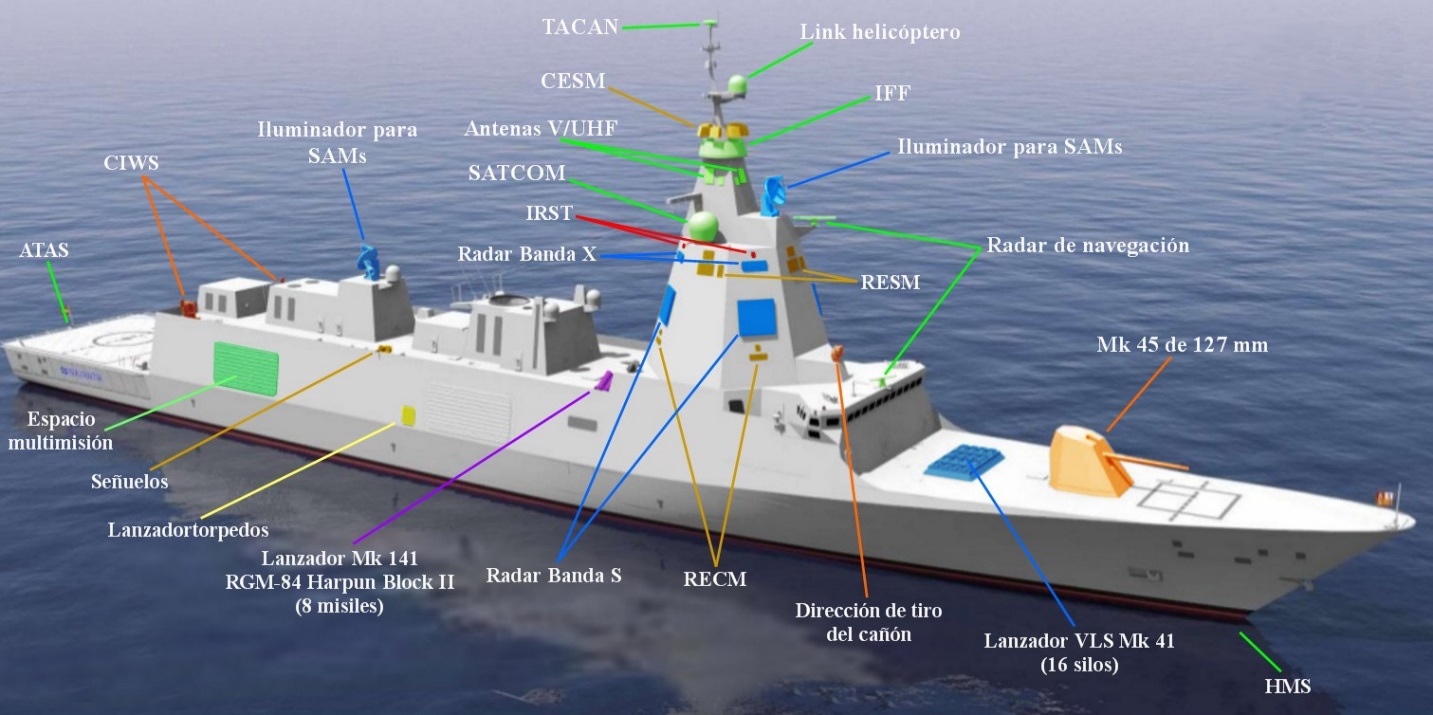 TACAN
Link helicóptero
CESM
IFF
Antenas V/UHF
Iluminador para
SAMs
Iluminador para SAMs
CIWS
SATCOM
IRST
ATAS
Radar Banda X
Radar de navegación
RESM
Mk 45 de 127 mm
Espacio
multimisión
Señuelos
Lanzadortorpedos
Lanzador Mk 141
RGM-84 Harpun Block II
(8 misiles)
Radar Banda S
RECM
Dirección de tiro
del cañón
Lanzador VLS Mk 41
(16 silos)
HMS